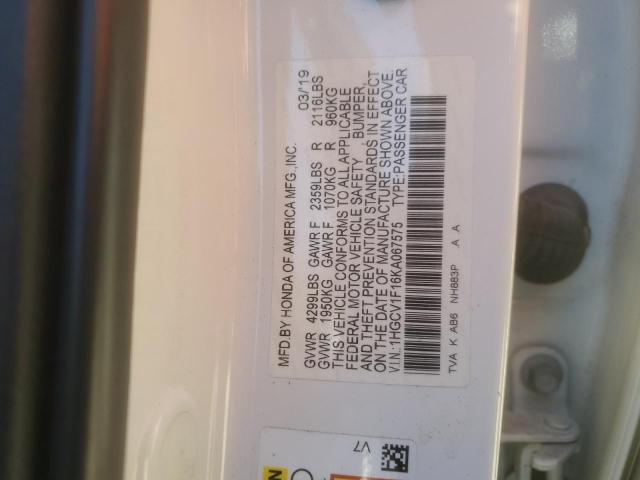 MFD.BY HONDA OF AMERICA MFG.,INC. 03/'19
GVWR 4299LBS GAWR F 2359LBS R 2116LBS
GVWR 1950KG GAWR F 1070KG R 960KG
THIS VEHICLE CONFORMS TO ALL APPLICABLE
FEDERAL MOTOR VEHICLE SAFETY, BUMPER,
AND THEFT PREVENTION STANDARDS IN EFFECT
ON THE DATE OF MANUFACTURE SHOWN ABOVE.
V.I.N.:1HGCV1F16KA067575 TYPE:PASSENGER CAR
TVA K AB6 NH883P A A
V7